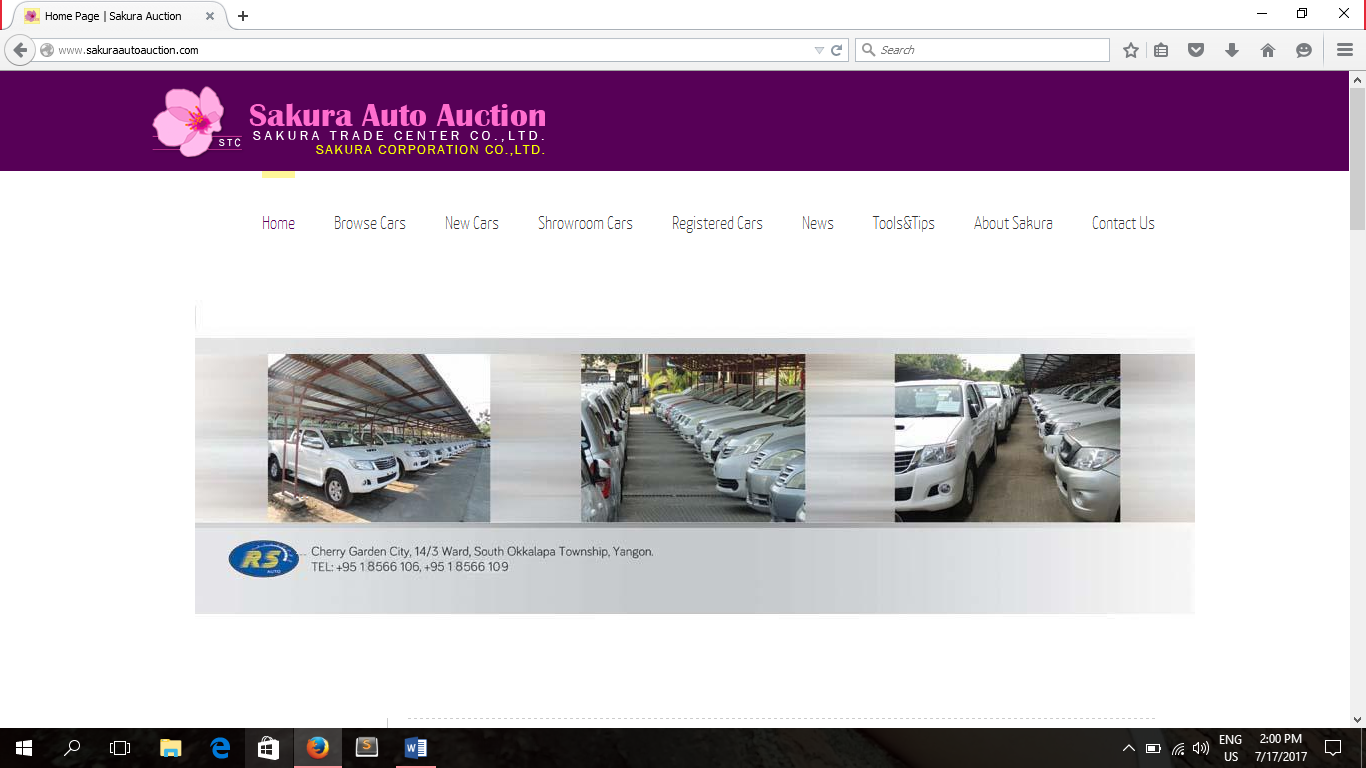 Home Page | Sakura Auction
www.sakuraautoauction.com
Search
Sakura Auto Auction
STC
SAKURA TRADE CENTER CO.,LTD.
SAKURA CORPORATION CO.,LTD.
Home
Browse Cars
New Cars
Shrowroom Cars
Registered Cars
News
Tools&Tips
About Sakura
Contact Us
RS
AUTO
Cherry Garden City, 14/3 Ward, South Okkalapa Township, Yangon.
TEL: +95 1 8566 106, +95 1 8566 109
ENG
US
2:00 PM
7/17/2017